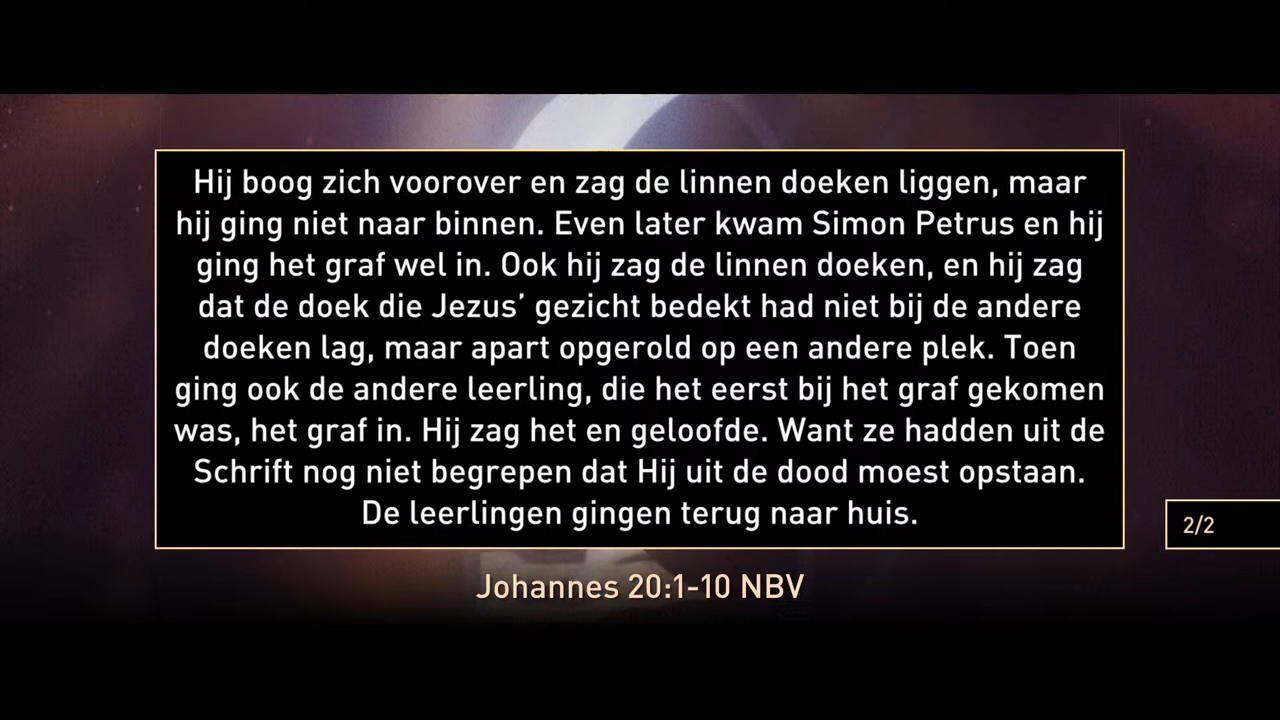 Hij boog zich voorover en zag de linnen doeken liggen, maar
hij ging niet naar binnen. Even later kwam Simon Petrus en hij
ging het graf wel in. Ook hij zag de linnen doeken, en hij zag
dat de doek die Jezus’ gezicht bedekt had niet bij de andere
doeken lag, maar apart opgerold op een andere plek. Toen
ging ook de andere leerling, die het eerst bij het graf gekomen
was, het graf in. Hij zag het en geloofde. Want ze hadden uit de
Schrift nog niet begrepen dat Hij uit de dood moest opstaan.
De leerlingen gingen terug naar huis.
2/2
Johannes 20:1-10 NBV